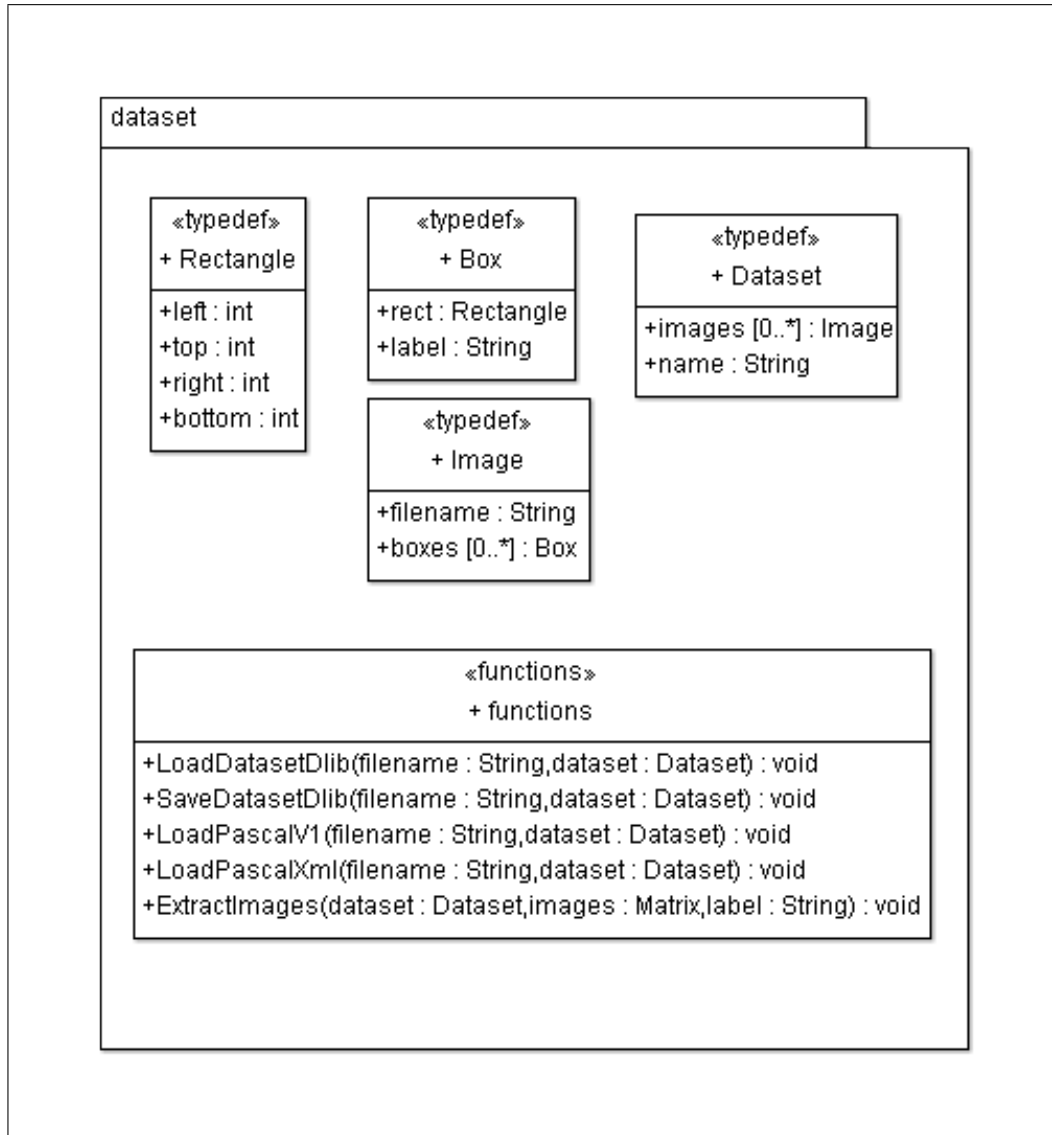 dataset
«typedef»
+ Rectangle
+left : int
+top : int
+right : int
+bottom : int
«typedef»
+ Box
+rect : Rectangle
+label : String
«typedef»
+ Dataset
+images [0..*] : Image
+name : String
«typedef»
+ Image
+filename : String
+boxes [0..*] : Box
«functions»
+ functions
+LoadDatasetDlib(filename : String,dataset : Dataset) : void
+SaveDatasetDlib(filename : String,dataset : Dataset) : void
+LoadPascalV1(filename : String,dataset : Dataset) : void
+LoadPascalXml(filename : String,dataset : Dataset) : void
+ExtractImages(dataset : Dataset,images : Matrix,label : String) : void